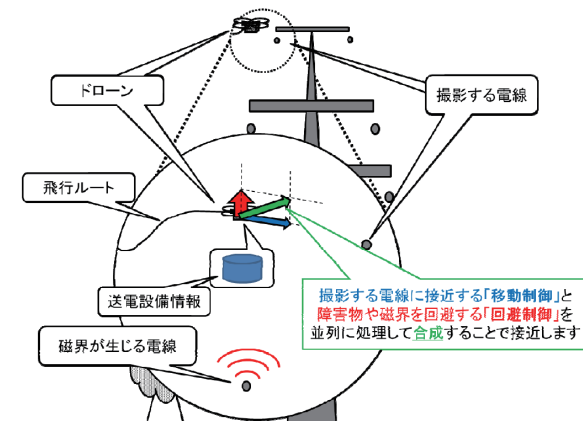 ドローン
撮影する電線
飛行ルート
送電設備情報
磁界が生じる電線
撮影する電線に接近する「移動制御」と
障害物や磁界を回避する「回避制御」を
並列に処理して合成することで接近します